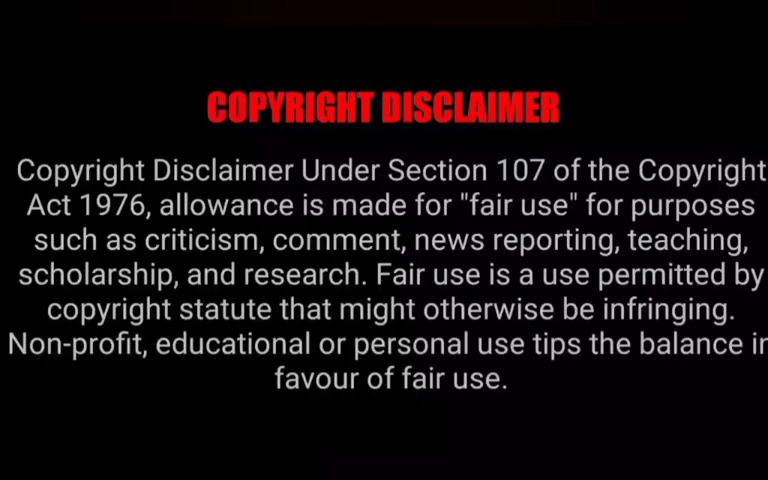 COPYRIGHT DISCLAIMER
Copyright Disclaimer Under Section 107 of the Copyright
Act 1976, allowance is made for "fair use" for purposes
such as criticism, comment, news reporting, teaching,
scholarship, and research. Fair use is a use permitted by
copyright statute that might otherwise be infringing.
Non-profit, educational or personal use tips the balance in
favour of fair use.